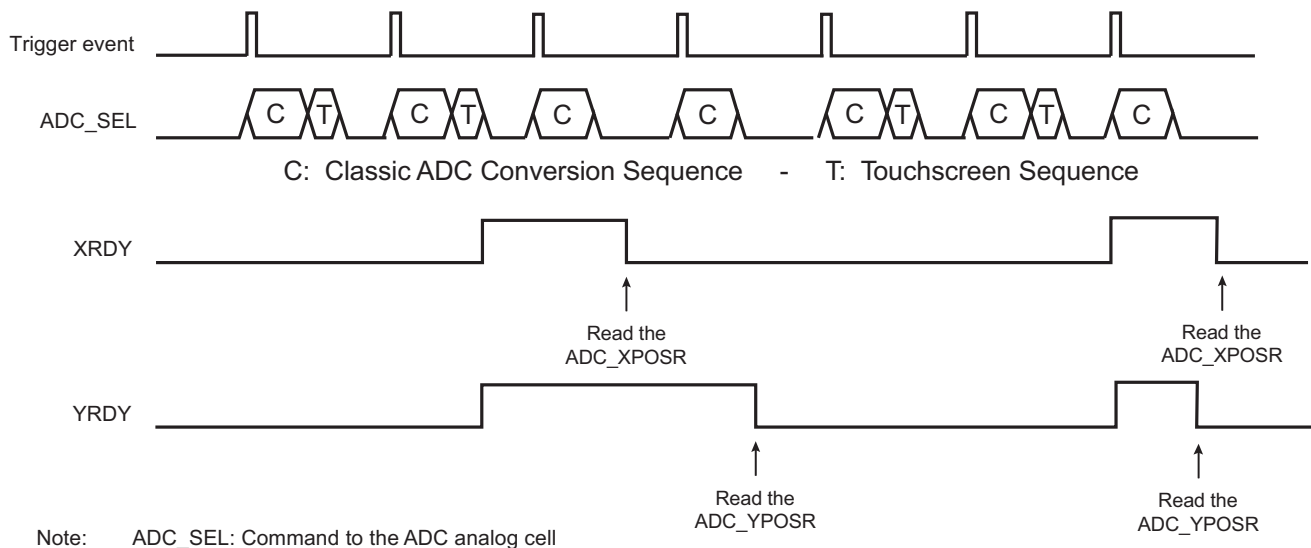 Trigger event
ADC_SEL
C T C T C C C T C T C
C: Classic ADC Conversion Sequence - T: Touchscreen Sequence
XRDY
Read the
ADC_XPOSR
Read the
ADC_XPOSR
YRDY
Read the
ADC_YPOSR
Read the
ADC_YPOSR
Note: ADC_SEL: Command to the ADC analog cell